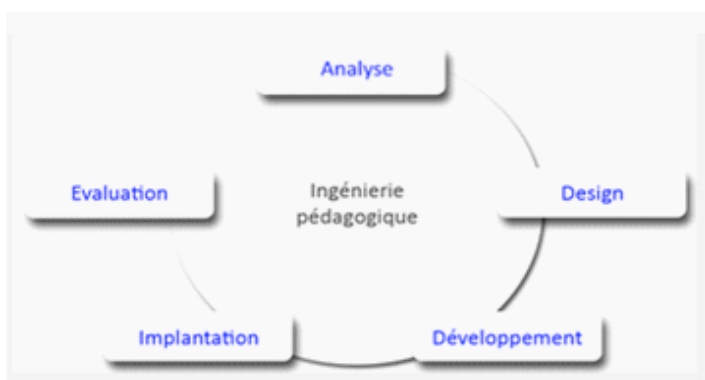 Analyse
Evaluation
Ingénierie
pédagogique
Design
Implantation
Développement